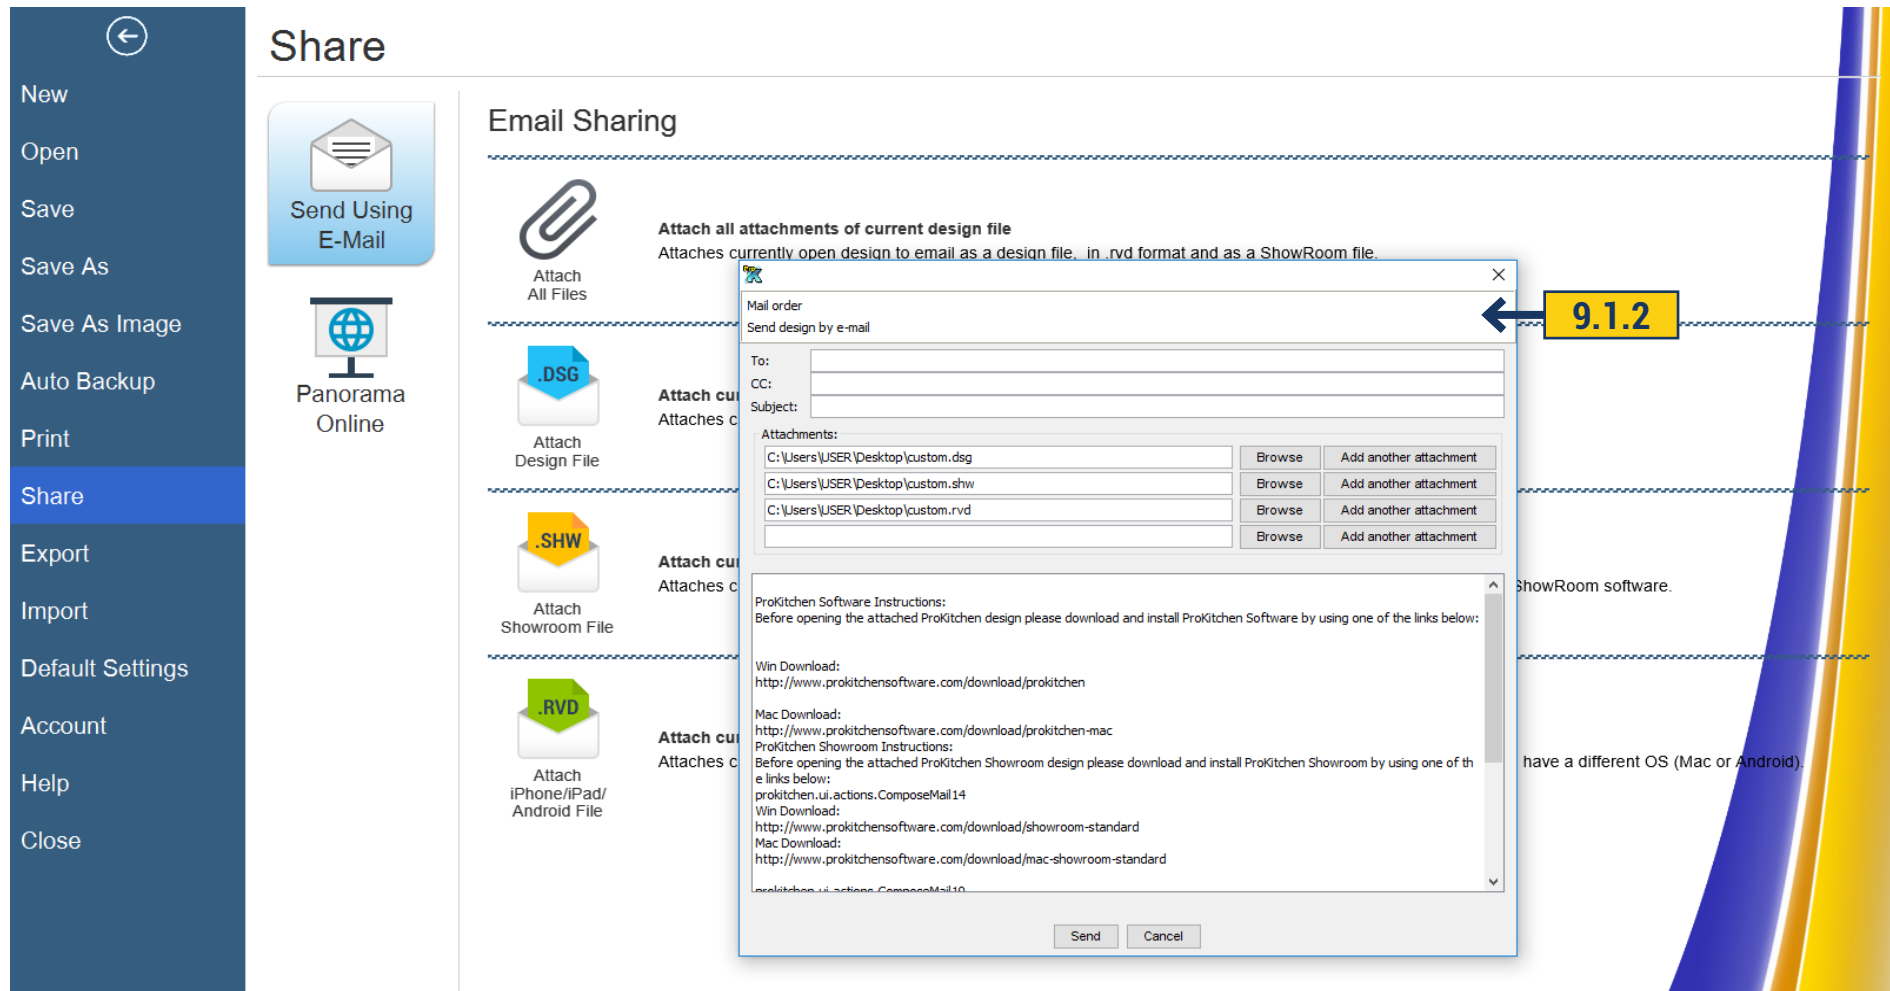 Share
New
Open
Save
Save As
Save As Image
Auto Backup
Print
Share
Export
Import
Default Settings
Account
Help
Close
Send Using
E-Mail
Panorama
Online
Email Sharing
Attach
All Files
Attach all attachments of current design file
Attaches currently open design to email as a design file, in .rvd format and as a ShowRoom file.
.DSG
Attach
Design File
Attach cu
Attaches c
.SHW
Attach
Showroom File
Attach cu
Attaches c
ShowRoom software.
.RVD
Attach
iPhone/iPad/
Android File
Attach cu
Attaches c
have a different OS (Mac or Android).
Mail order
Send design by e-mail
9.1.2
To:
CC:
Subject:
Attachments:
C:\Users\USER\Desktop\custom.dsg Browse Add another attachment
C:\Users\USER\Desktop\custom.shw Browse Add another attachment
C:\Users\USER\Desktop\custom.rvd Browse Add another attachment
Browse Add another attachment
ProKitchen Software Instructions:
Before opening the attached ProKitchen design please download and install ProKitchen Software by using one of the links below:
Win Download:
http://www.prokitchensoftware.com/download/prokitchen
Mac Download:
http://www.prokitchensoftware.com/download/prokitchen-mac
ProKitchen Showroom Instructions:
Before opening the attached ProKitchen Showroom design please download and install ProKitchen Showroom by using one of th
e links below:
prokitchen.ui.actions.ComposeMail14
Win Download:
http://www.prokitchensoftware.com/download/showroom-standard
Mac Download:
http://www.prokitchensoftware.com/download/mac-showroom-standard
prokitchen.ui.actions.ComposeMail19
Send Cancel